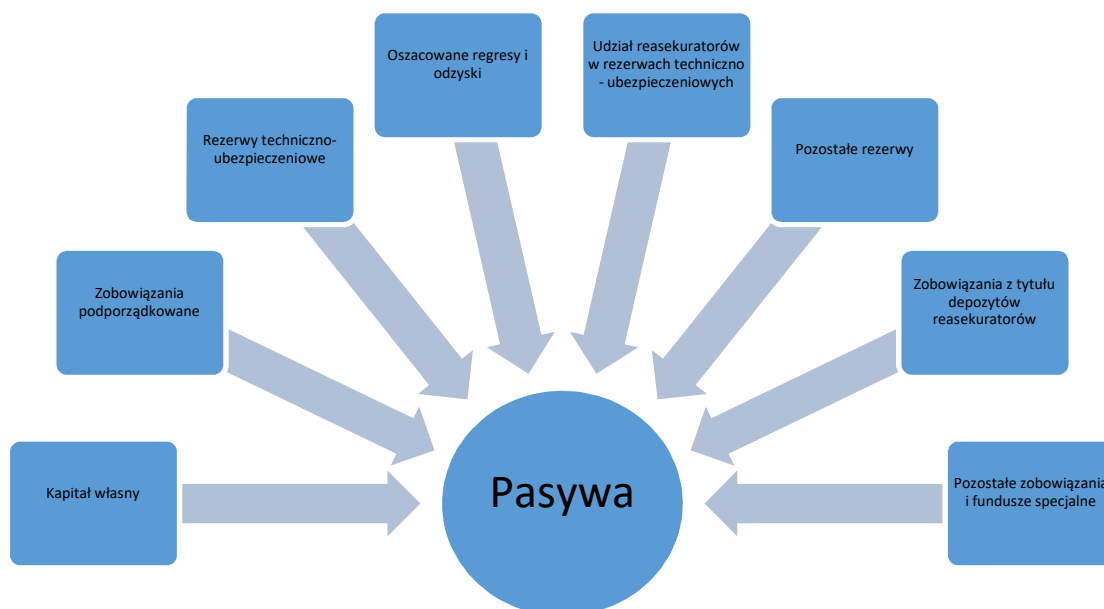 Oszacowane regresy i
odzyski
Udział reasekuratorów
w rezerwach techniczno
- ubezpieczeniowych
Rezerwy techniczno-
ubezpieczeniowe
Pozostałe rezerwy
Zobowiązania
podporządkowane
Zobowiązania z tytułu
depozytów
reasekuratorów
Kapitał własny
Pasywa
Pozostałe zobowiązania
i fundusze specjalne